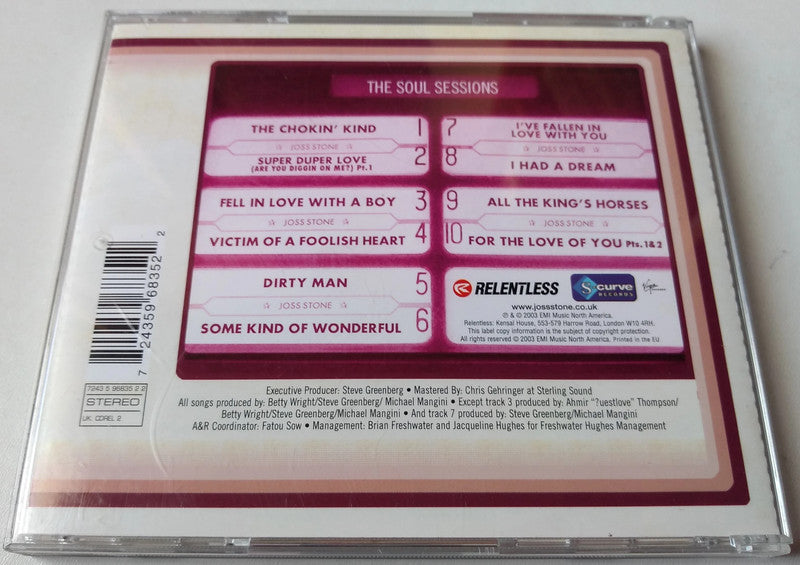 THE SOUL SESSIONS
THE CHOKIN' KIND 1
☆ JOSS STONE ☆
SUPER DUPER LOVE 2
(ARE YOU DIGGIN ON ME?) Pt.1
FELL IN LOVE WITH A BOY 3
☆ JOSS STONE ☆
VICTIM OF A FOOLISH HEART 4
DIRTY MAN 5
☆ JOSS STONE ☆
SOME KIND OF WONDERFUL 6
7 I'VE FALLEN IN
LOVE WITH YOU
☆ JOSS STONE ☆
8 I HAD A DREAM
9 ALL THE KING'S HORSES
☆ JOSS STONE ☆
10 FOR THE LOVE OF YOU Pts.1&2
RELENTLESS
S curve
RECORDS
Virgin
www.jossstone.co.uk
℗ & © 2003 EMI Music North America.
Relentless: Kensal House, 553-579 Harrow Road, London W10 4RH.
This label copy information is the subject of copyright protection.
All rights reserved © 2003 EMI Music North America. Printed in the EU
7 24359 68352 2
7243 5 96835 2 2
STEREO
UK: CDREL 2
Executive Producer: Steve Greenberg • Mastered By: Chris Gehringer at Sterling Sound
All songs produced by: Betty Wright/Steve Greenberg/ Michael Mangini • Except track 3 produced by: Ahmir "?uestlove" Thompson/
Betty Wright/Steve Greenberg/Michael Mangini • And track 7 produced by: Steve Greenberg/Michael Mangini
A&R Coordinator: Fatou Sow • Management: Brian Freshwater and Jacqueline Hughes for Freshwater Hughes Management